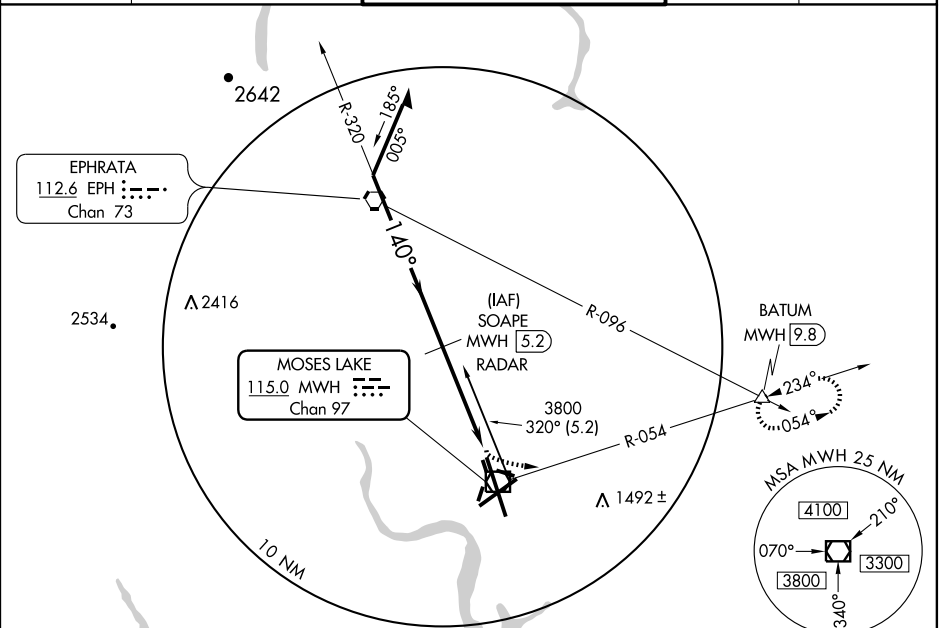 2642
R-320
185°
005°
EPHRATA
112.6 EPH
Chan 73
140°
2416
2534
(IAF)
SOAPE
MWH 5.2
RADAR
R-096
BATUM
MWH 9.8
MOSES LAKE
115.0 MWH
Chan 97
3800
320° (5.2)
R-054
234°
054°
1492 ±
10 NM
MSA MWH 25 NM
4100
210°
070°
3300
3800
340°